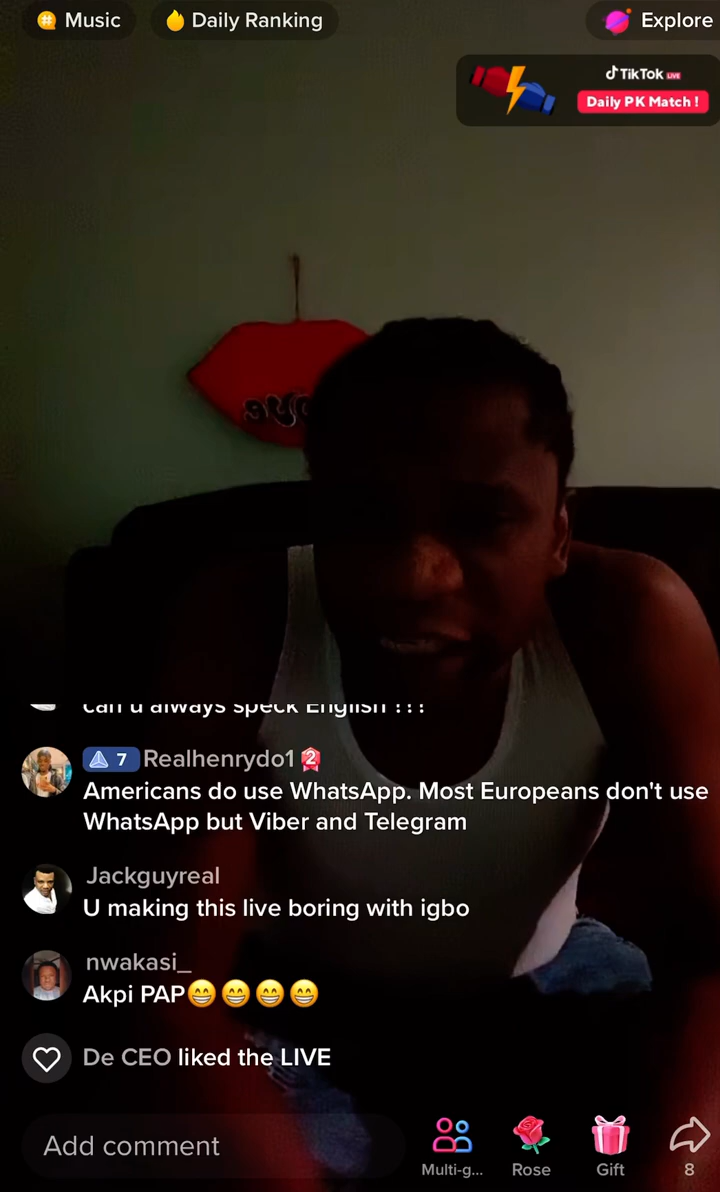 Music
Daily Ranking
Explore
TikTok LIVE
Daily PK Match !
can u always speck English !!!
7 Realhenrydo1 2
Americans do use WhatsApp. Most Europeans don't use
WhatsApp but Viber and Telegram
Jackguyreal
U making this live boring with igbo
nwakasi_
Akpi PAP😁😁😁😁
De CEO liked the LIVE
Add comment
Multi-g...
Rose
Gift
8